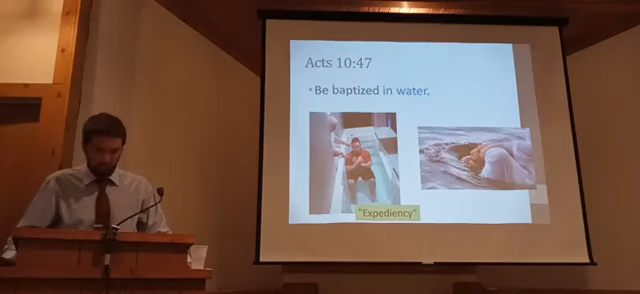 Acts 10:47
•Be baptized in water.
"Expediency"